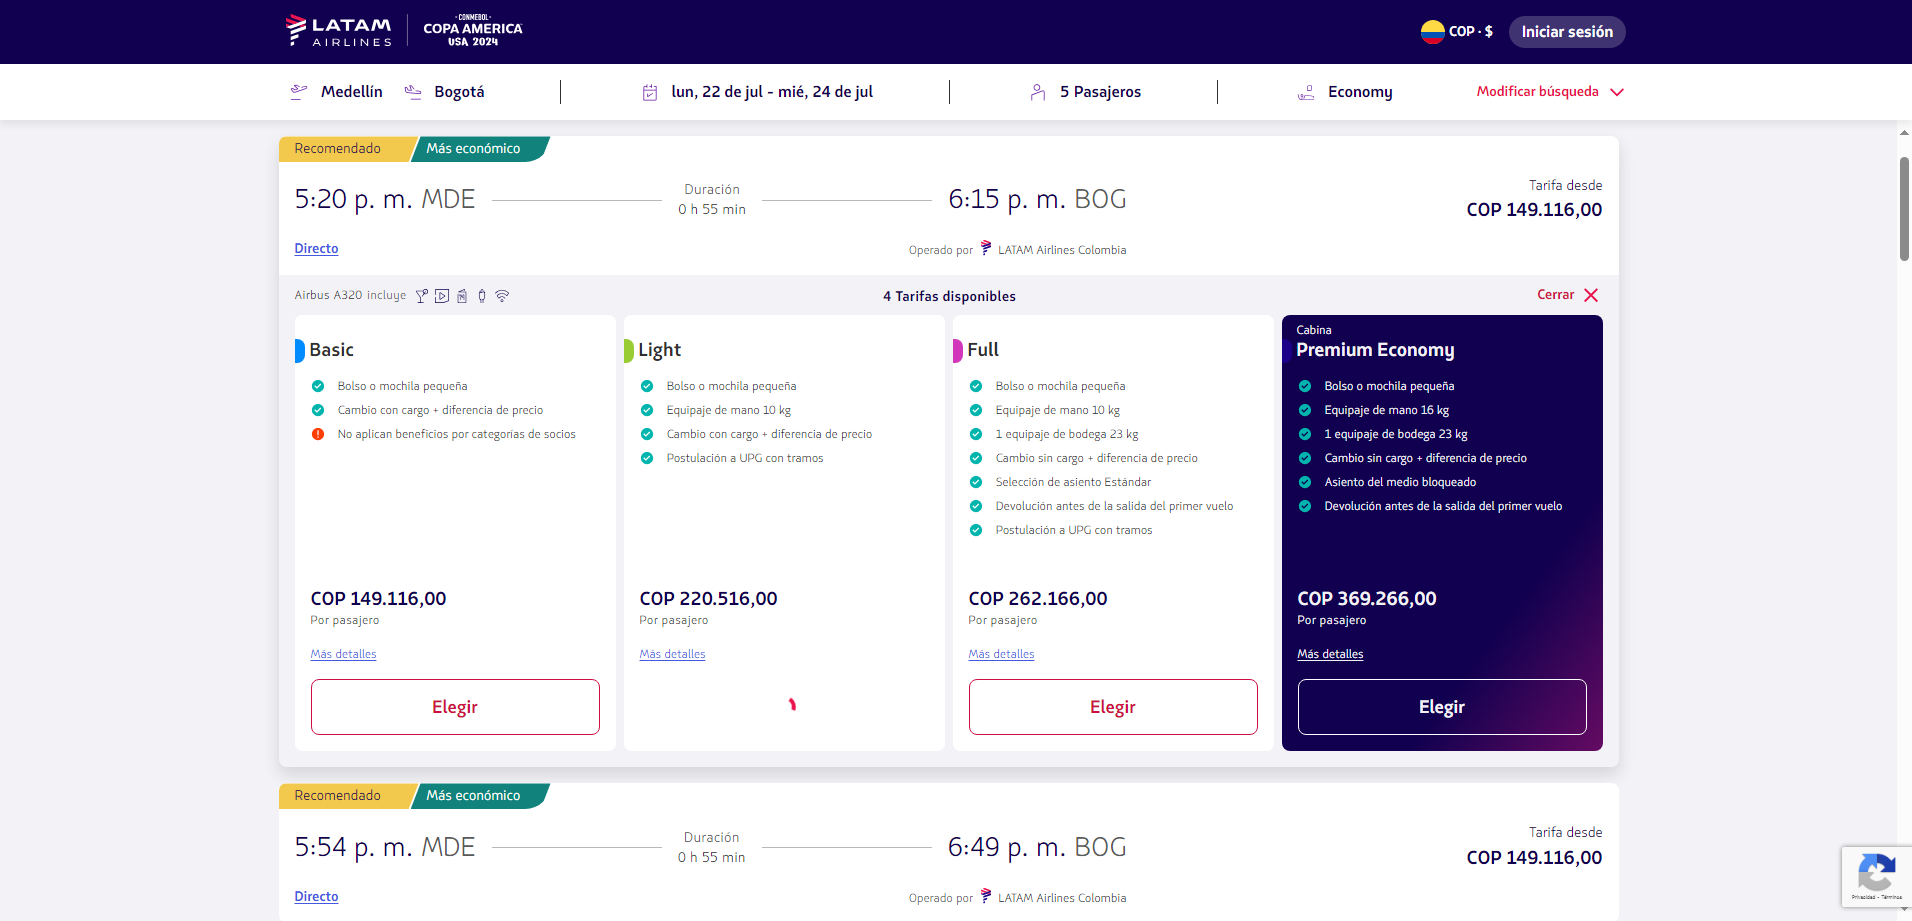 LATAM AIRLINES
CONMEBOL
COPA AMERICA
USA 2024
COP · $
Iniciar sesión
Medellín
Bogotá
lun, 22 de jul - mié, 24 de jul
5 Pasajeros
Economy
Modificar búsqueda
Recomendado
Más económico
5:20 p. m. MDE
Duración
0 h 55 min
6:15 p. m. BOG
Tarifa desde
COP 149.116,00
Directo
Operado por LATAM Airlines Colombia
Airbus A320 incluye
4 Tarifas disponibles
Cerrar
Basic
Bolso o mochila pequeña
Cambio con cargo + diferencia de precio
No aplican beneficios por categorías de socios
COP 149.116,00
Por pasajero
Más detalles
Elegir
Light
Bolso o mochila pequeña
Equipaje de mano 10 kg
Cambio con cargo + diferencia de precio
Postulación a UPG con tramos
COP 220.516,00
Por pasajero
Más detalles
Full
Bolso o mochila pequeña
Equipaje de mano 10 kg
1 equipaje de bodega 23 kg
Cambio sin cargo + diferencia de precio
Selección de asiento Estándar
Devolución antes de la salida del primer vuelo
Postulación a UPG con tramos
COP 262.166,00
Por pasajero
Más detalles
Elegir
Cabina
Premium Economy
Bolso o mochila pequeña
Equipaje de mano 16 kg
1 equipaje de bodega 23 kg
Cambio sin cargo + diferencia de precio
Asiento del medio bloqueado
Devolución antes de la salida del primer vuelo
COP 369.266,00
Por pasajero
Más detalles
Elegir
Recomendado
Más económico
5:54 p. m. MDE
Duración
0 h 55 min
6:49 p. m. BOG
Tarifa desde
COP 149.116,00
Directo
Operado por LATAM Airlines Colombia
Privacidad - Términos